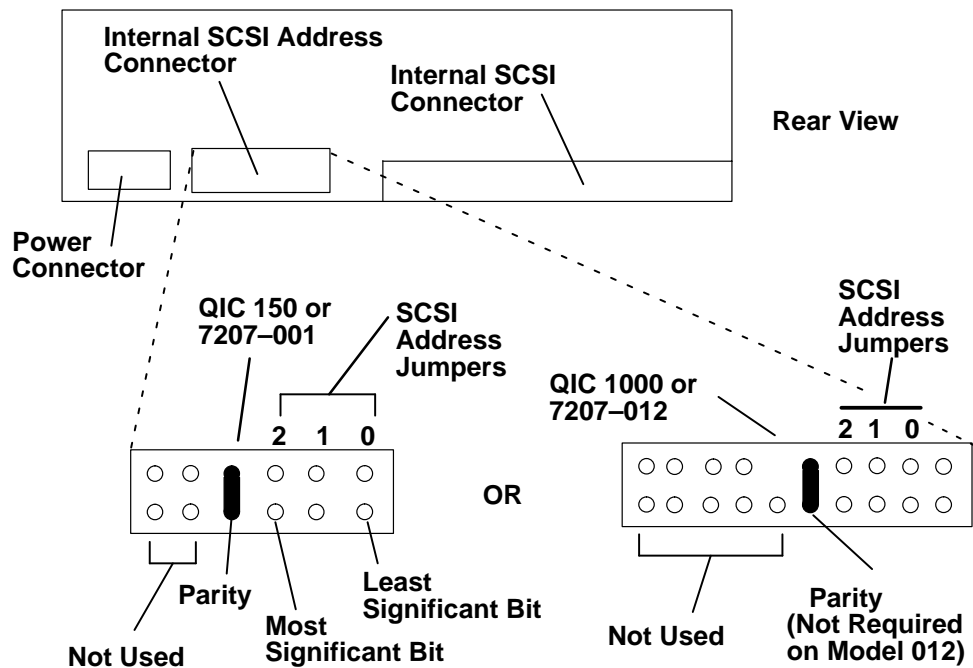 Internal SCSI Address
Connector
Internal SCSI
Connector
Rear View
Power
Connector
QIC 150 or
7207–001
SCSI
Address
Jumpers
2 1 0
Not Used
Parity
Most
Significant Bit
Least
Significant Bit
OR
QIC 1000 or
7207–012
SCSI
Address
Jumpers
2 1 0
Not Used
Parity
(Not Required
on Model 012)